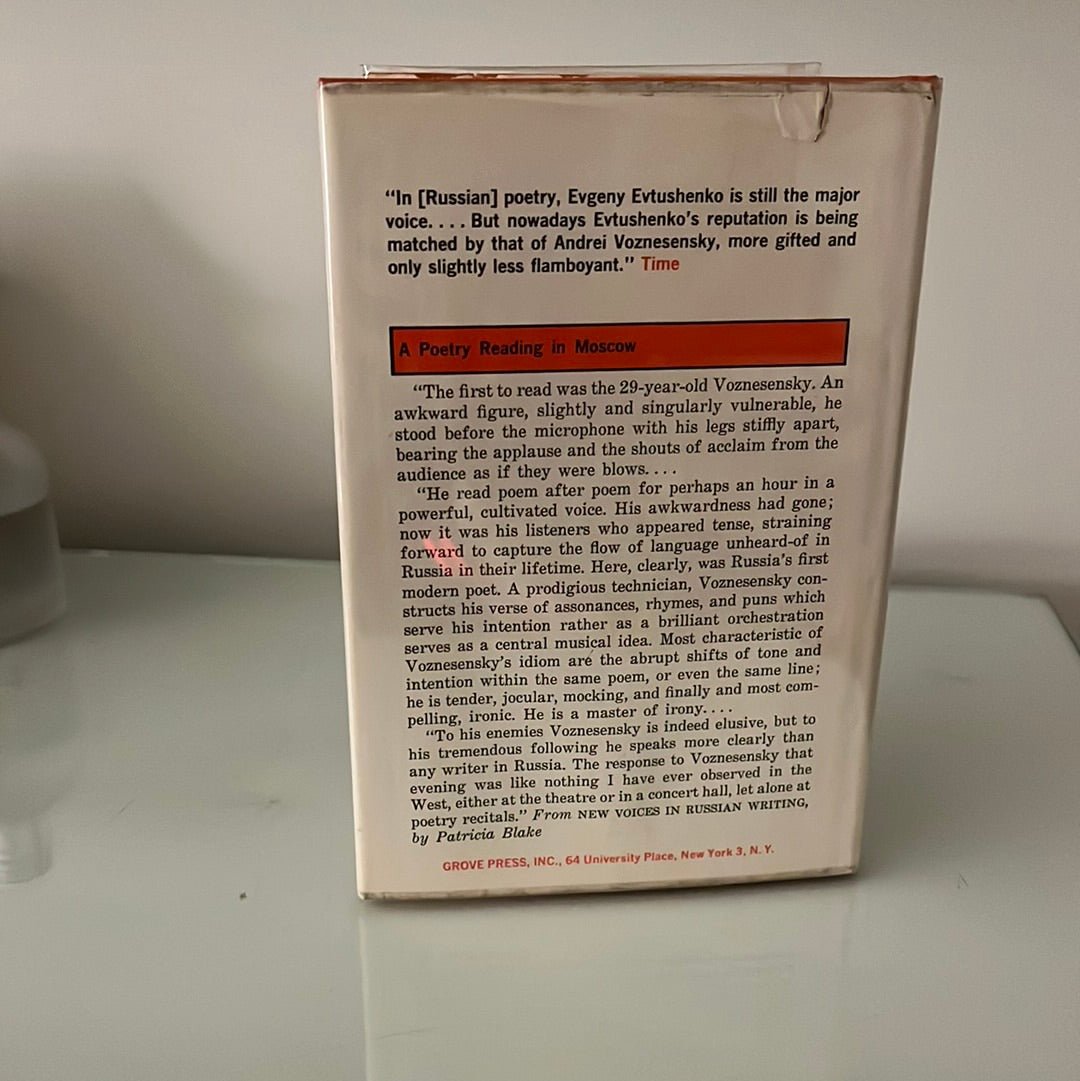 “In [Russian] poetry, Evgeny Evtushenko is still the major
voice. . . . But nowadays Evtushenko’s reputation is being
matched by that of Andrei Voznesensky, more gifted and
only slightly less flamboyant.” Time
A Poetry Reading in Moscow
“The first to read was the 29-year-old Voznesensky. An
awkward figure, slightly and singularly vulnerable, he
stood before the microphone with his legs stiffly apart,
bearing the applause and the shouts of acclaim from the
audience as if they were blows. . . .
“He read poem after poem for perhaps an hour in a
powerful, cultivated voice. His awkwardness had gone;
now it was his listeners who appeared tense, straining
forward to capture the flow of language unheard-of in
Russia in their lifetime. Here, clearly, was Russia’s first
modern poet. A prodigious technician, Voznesensky con-
structs his verse of assonances, rhymes, and puns which
serve his intention rather as a brilliant orchestration
serves as a central musical idea. Most characteristic of
Voznesensky’s idiom are the abrupt shifts of tone and
intention within the same poem, or even the same line;
he is tender, jocular, mocking, and finally and most com-
pelling, ironic. He is a master of irony. . . .
“To his enemies Voznesensky is indeed elusive, but to
his tremendous following he speaks more clearly than
any writer in Russia. The response to Voznesensky that
evening was like nothing I have ever observed in the
West, either at the theatre or in a concert hall, let alone at
poetry recitals.” From NEW VOICES IN RUSSIAN WRITING,
by Patricia Blake
GROVE PRESS, INC., 64 University Place, New York 3, N. Y.